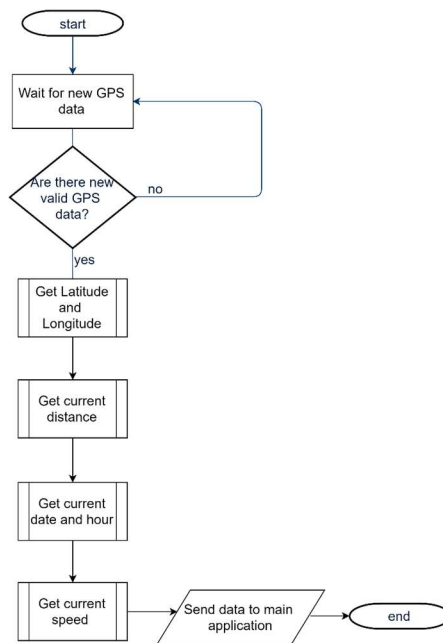 start
Wait for new GPS
data
Are there new
valid GPS
data?
no
yes
Get Latitude
and
Longitude
Get current
distance
Get current
date and hour
Get current
speed
Send data to main
application
end